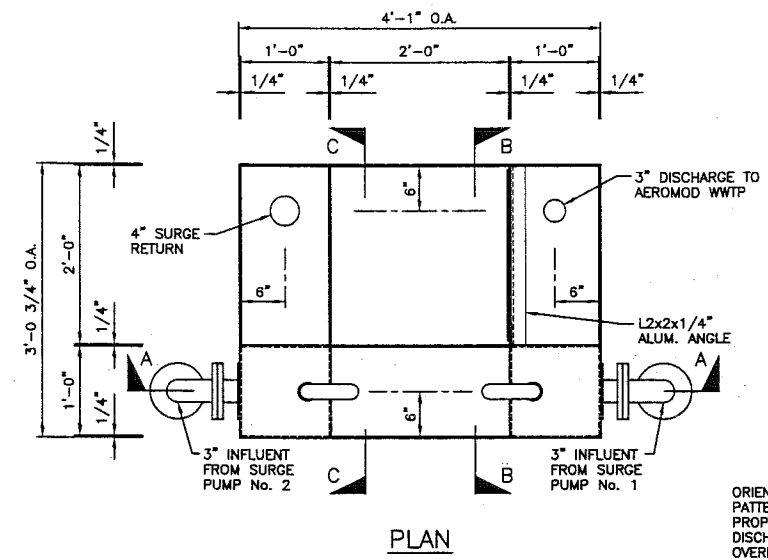 4'-1" O.A.
1'-0" 2'-0" 1'-0"
1/4" 1/4" 1/4" 1/4"
C B
1/4"
6"
3" DISCHARGE TO
AEROMOD WWTP
4" SURGE
RETURN
3'-0 3/4" O.A.
2'-0"
6" 6"
L2x2x1/4"
ALUM. ANGLE
1/4"
A A
1'-0"
6"
1/4"
3" INFLUENT
FROM SURGE
PUMP No. 2
C B
3" INFLUENT
FROM SURGE
PUMP No. 1
PLAN
ORIEN
PATTE
PROP
DISCH
OVERI